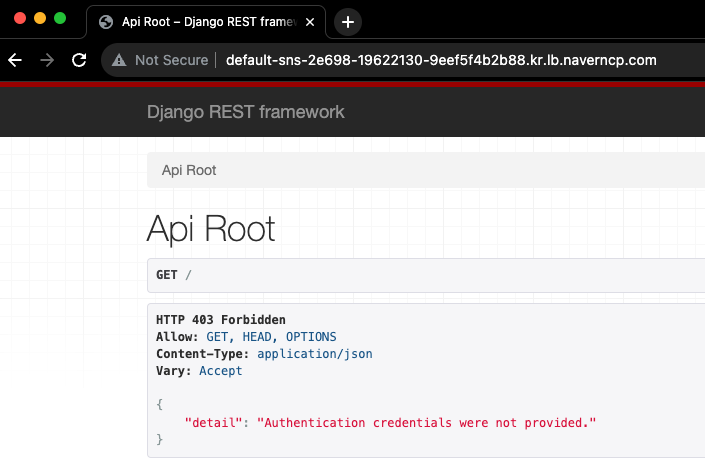 Api Root – Django REST framew
Not Secure
default-sns-2e698-19622130-9eef5f4b2b88.kr.lb.naverncp.com
Django REST framework
Api Root
Api Root
GET /
HTTP 403 Forbidden
Allow: GET, HEAD, OPTIONS
Content-Type: application/json
Vary: Accept
{
"detail": "Authentication credentials were not provided."
}